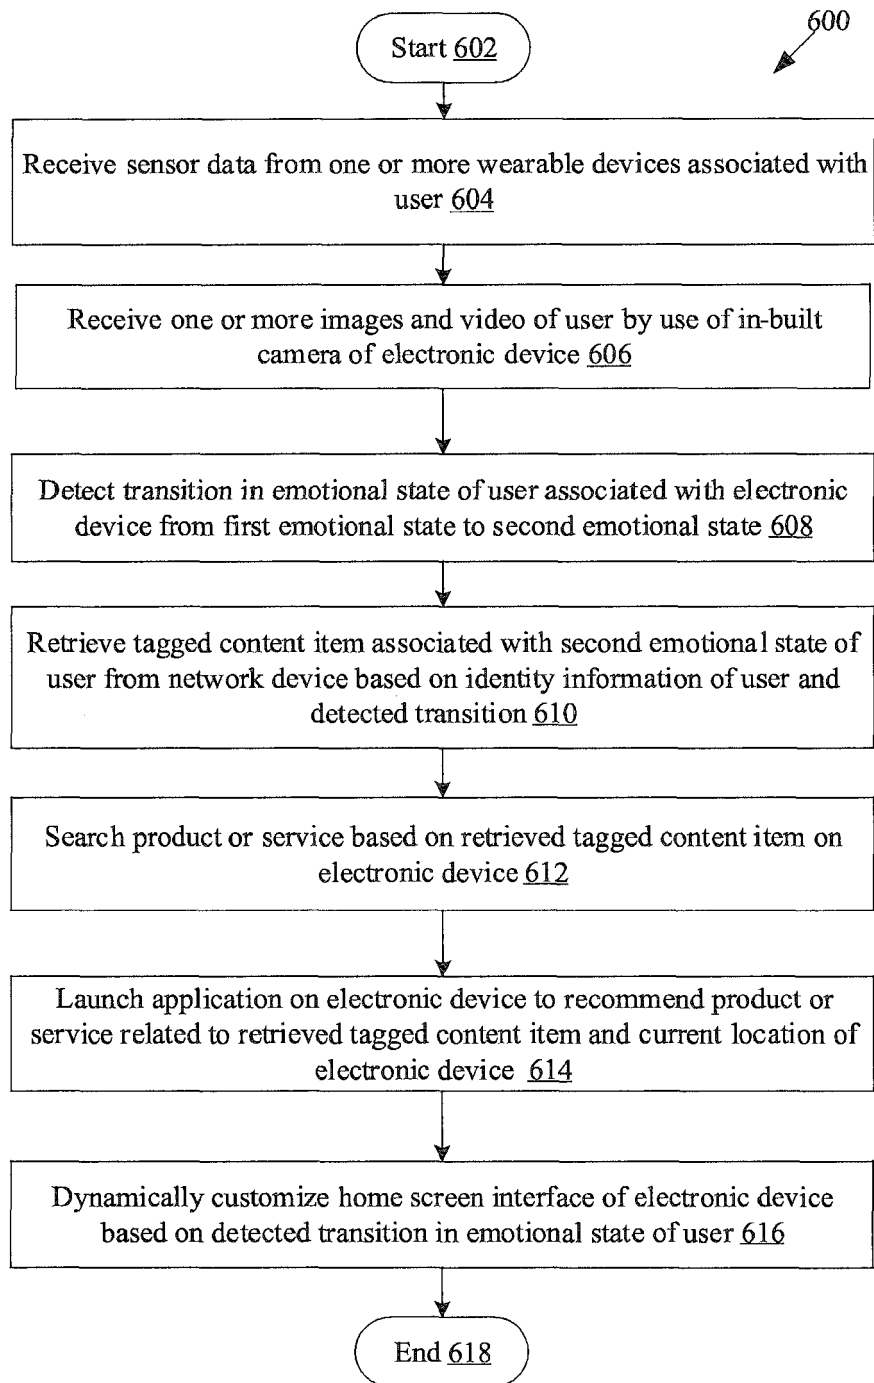 600
Start 602
Receive sensor data from one or more wearable devices associated with
user 604
Receive one or more images and video of user by use of in-built
camera of electronic device 606
Detect transition in emotional state of user associated with electronic
device from first emotional state to second emotional state 608
Retrieve tagged content item associated with second emotional state of
user from network device based on identity information of user and
detected transition 610
Search product or service based on retrieved tagged content item on
electronic device 612
Launch application on electronic device to recommend product or
service related to retrieved tagged content item and current location of
electronic device 614
Dynamically customize home screen interface of electronic device
based on detected transition in emotional state of user 616
End 618